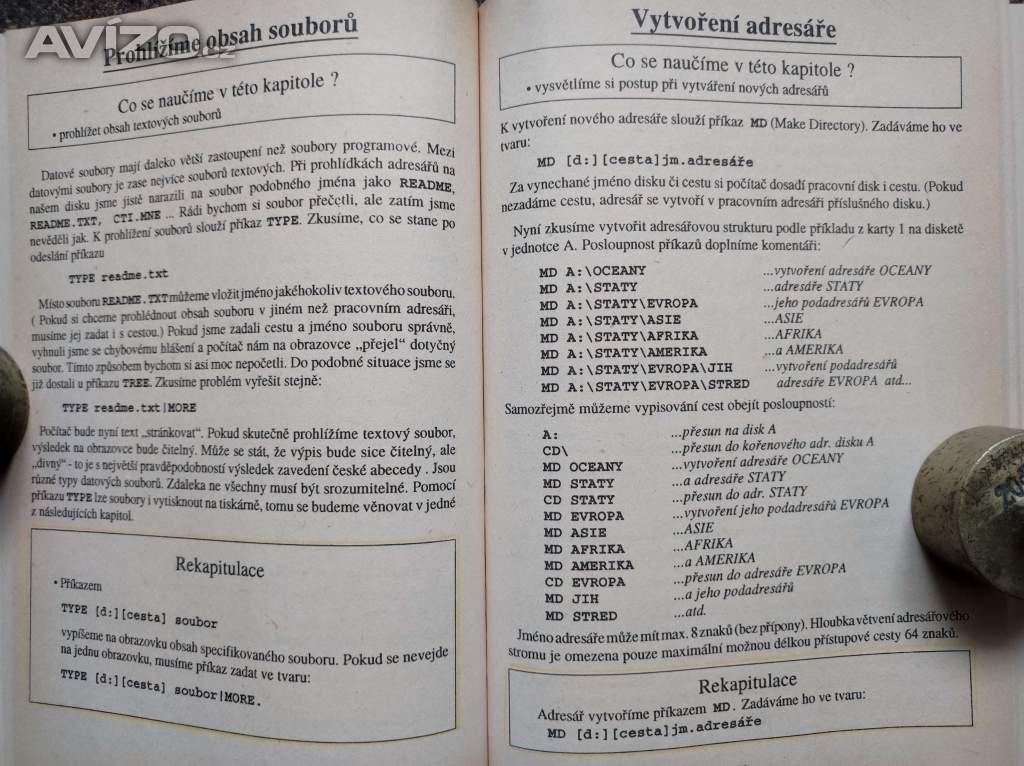 AVÍZO.cz
Prohlížíme obsah souborů
Co se naučíme v této kapitole ?
• prohlížet obsah textových souborů
Datové soubory mají daleko větší zastoupení než soubory programové. Mezi
datovými soubory je zase nejvíce souborů textových. Při prohlídkách adresářů na
našem disku jsme jistě narazili na soubor podobného jména jako README,
README.TXT, CTI.MNE ... Rádi bychom si soubor přečetli, ale zatím jsme
nevěděli jak. K prohlížení souborů slouží příkaz TYPE. Zkusíme, co se stane po
odeslání příkazu
TYPE readme.txt
Místo souboru README.TXT můžeme vložit jméno jakéhokoliv textového souboru.
( Pokud si chceme prohlédnout obsah souboru v jiném než pracovním adresáři,
musíme jej zadat i s cestou.) Pokud jsme zadali cestu a jméno souboru správně,
vyhnuli jsme se chybovému hlášení a počítač nám na obrazovce „přejel" dotyčný
soubor. Tímto způsobem bychom si asi moc nepočetli. Do podobné situace jsme se
již dostali u příkazu TREE. Zkusíme problém vyřešit stejně:
TYPE readme.txt|MORE
Počítač bude nyní text „stránkovat". Pokud skutečně prohlížíme textový soubor,
výsledek na obrazovce bude čitelný. Může se stát, že výpis bude sice čitelný, ale
„divný" - to je s největší pravděpodobností výsledek zavedení české abecedy . Jsou
různé typy datových souborů. Zdaleka ne všechny musí být srozumitelné. Pomocí
příkazu TYPE lze soubory i vytisknout na tiskárně, tomu se budeme věnovat v jedné
z následujících kapitol.
Rekapitulace
• Příkazem
TYPE [d:][cesta] soubor
vypíšeme na obrazovku obsah specifikovaného souboru. Pokud se nevejde
na jednu obrazovku, musíme příkaz zadat ve tvaru:
TYPE [d:][cesta] soubor|MORE.
Vytvoření adresáře
Co se naučíme v této kapitole ?
• vysvětlíme si postup při vytváření nových adresářů
K vytvoření nového adresáře slouží příkaz MD (Make Directory). Zadáváme ho ve
tvaru:
MD [d:][cesta]jm.adresáře
Za vynechané jméno disku či cestu si počítač dosadí pracovní disk i cestu. (Pokud
nezadáme cestu, adresář se vytvoří v pracovním adresáři příslušného disku.)
Nyní zkusíme vytvořit adresářovou strukturu podle příkladu z karty 1 na disketě
v jednotce A. Posloupnost příkazů doplníme komentáři:
MD A:\OCEANY ...vytvoření adresáře OCEANY
MD A:\STATY ...adresáře STATY
MD A:\STATY\EVROPA ...jeho podadresářů EVROPA
MD A:\STATY\ASIE ...ASIE
MD A:\STATY\AFRIKA ...AFRIKA
MD A:\STATY\AMERIKA ...a AMERIKA
MD A:\STATY\EVROPA\JIH ...vytvoření podadresářů
MD A:\STATY\EVROPA\STRED adresáře EVROPA atd...
Samozřejmě můžeme vypisování cest obejít posloupností:
A: ...přesun na disk A
CD\ ...přesun do kořenového adr. disku A
MD OCEANY ...vytvoření adresáře OCEANY
MD STATY ...a adresáře STATY
CD STATY ...přesun do adr. STATY
MD EVROPA ...vytvoření jeho podadresářů EVROPA
MD ASIE ...ASIE
MD AFRIKA ...AFRIKA
MD AMERIKA ...a AMERIKA
CD EVROPA ...přesun do adresáře EVROPA
MD JIH ...a jeho podadresářů
MD STRED ...atd.
Jméno adresáře může mít max. 8 znaků (bez přípony). Hloubka větvení adresářového
stromu je omezena pouze maximální možnou délkou přístupové cesty 64 znaků.
Rekapitulace
Adresář vytvoříme příkazem MD. Zadáváme ho ve tvaru:
MD [d:][cesta]jm.adresáře